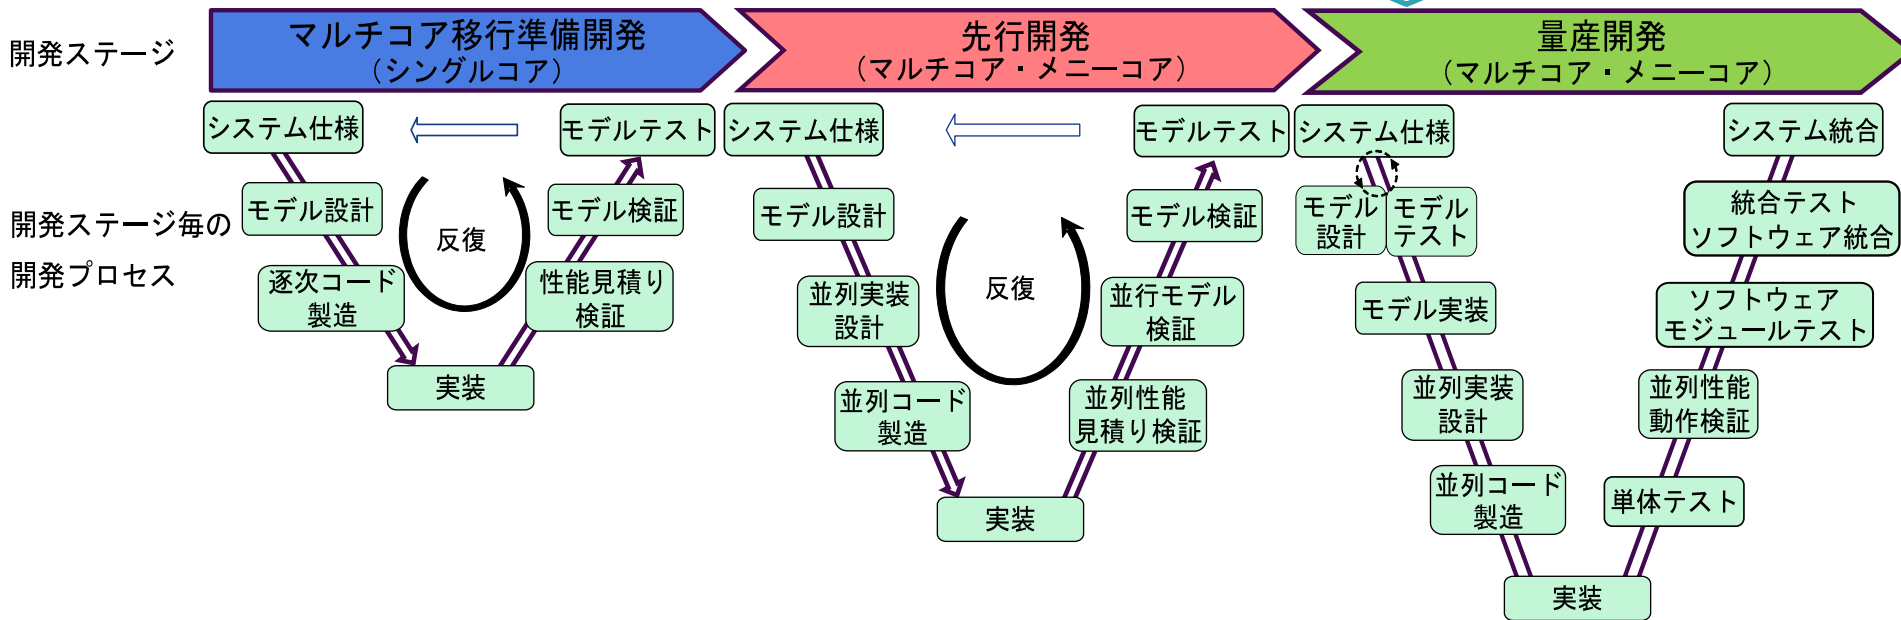 開発ステージ
マルチコア移行準備開発
（シングルコア）
先行開発
（マルチコア・メニーコア）
量産開発
（マルチコア・メニーコア）
開発ステージ毎の
開発プロセス
システム仕様
モデル設計
逐次コード
製造
実装
性能見積り
検証
モデル検証
モデルテスト
反復
システム仕様
モデル設計
並列実装
設計
並列コード
製造
実装
並列性能
見積り検証
並行モデル
検証
モデル検証
モデルテスト
反復
システム仕様
モデル
設計
モデル
テスト
モデル実装
並列実装
設計
並列コード
製造
実装
単体テスト
並列性能
動作検証
ソフトウェア
モジュールテスト
統合テスト
ソフトウェア統合
システム統合